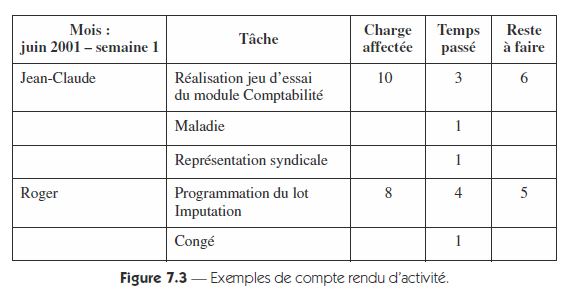 Mois :
juin 2001 – semaine 1
Tâche
Charge
affectée
Temps
passé
Reste
à faire
Jean-Claude
Réalisation jeu d'essai
du module Comptabilité
10
3
6
Maladie
1
Représentation syndicale
1
Roger
Programmation du lot
Imputation
8
4
5
Congé
1
Figure 7.3 — Exemples de compte rendu d'activité.